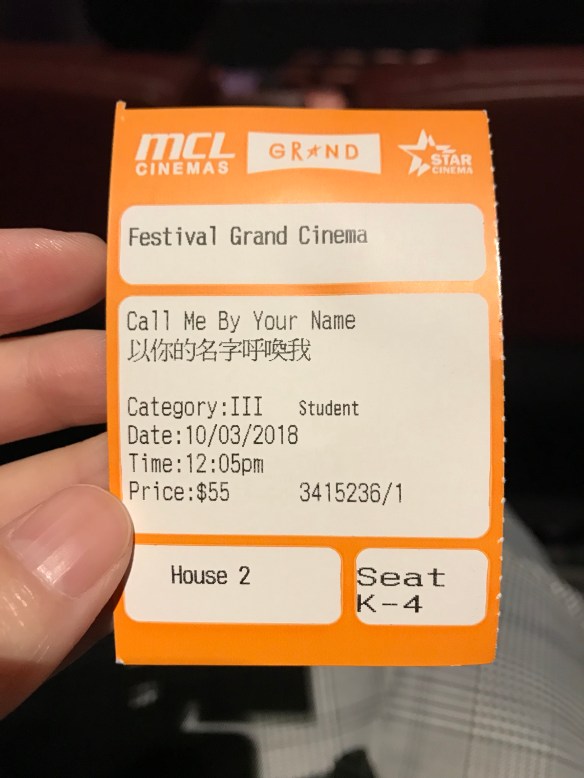 MCL
CINEMAS
GRAND
STAR
CINEMA
Festival Grand Cinema
Call Me By Your Name
以你的名字呼喚我
Category:III Student
Date:10/03/2018
Time:12:05pm
Price:$55 3415236/1
House 2
Seat
K-4